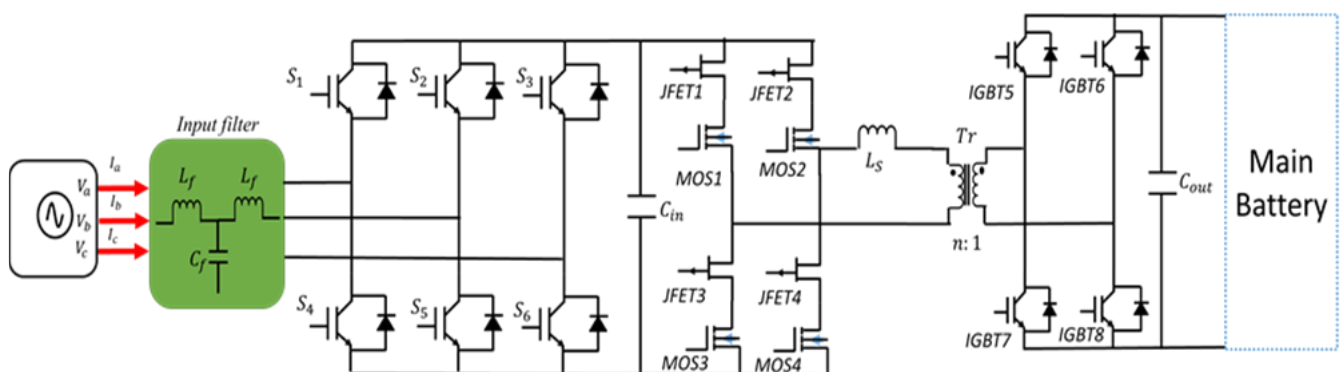 Input filter
I_a
V_a
I_b
V_b
I_c
V_c
L_f
L_f
C_f
S_1
S_2
S_3
S_4
S_5
S_6
C_in
JFET1
JFET2
MOS1
MOS2
JFET3
JFET4
MOS3
MOS4
L_S
Tr
n: 1
IGBT5
IGBT6
IGBT7
IGBT8
C_out
Main
Battery